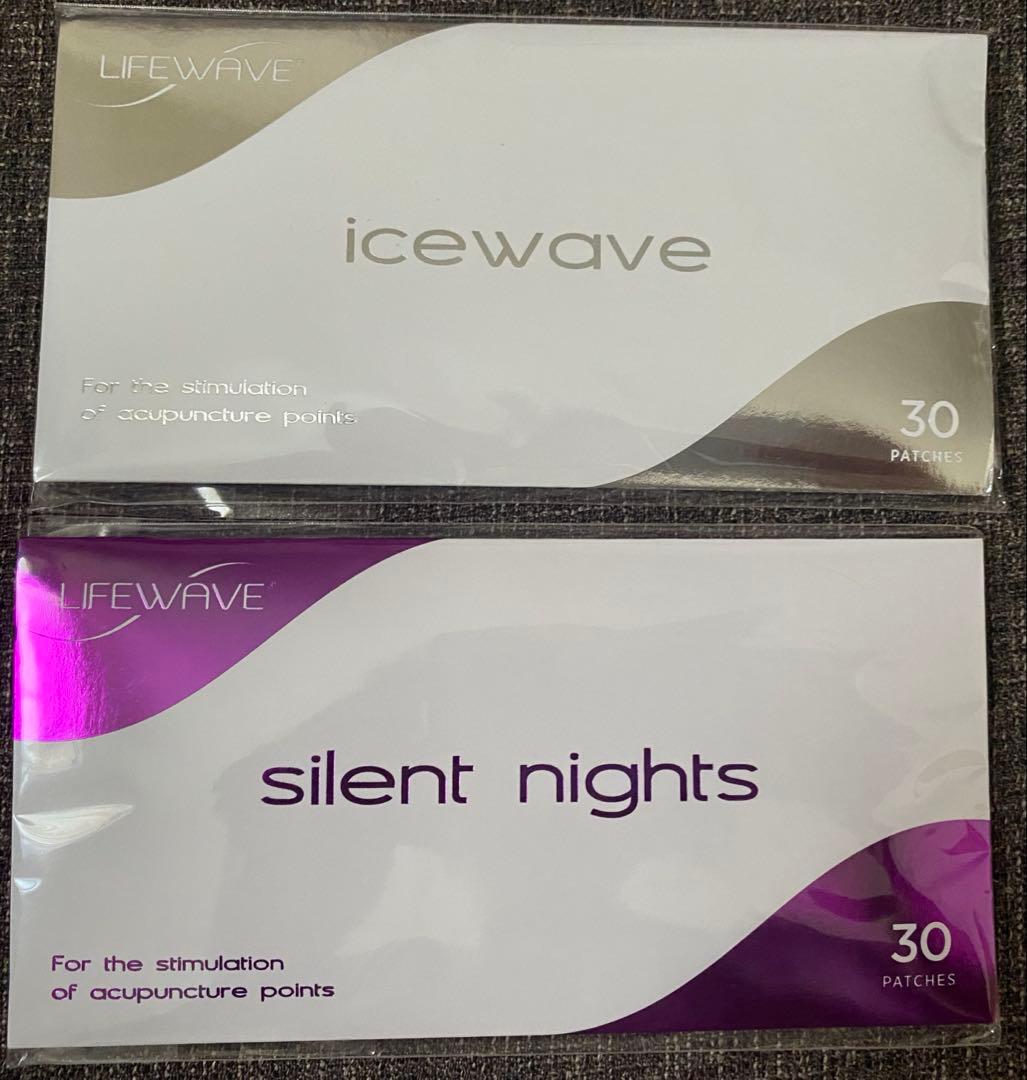 LIFEWAVE
icewave
For the stimulation
of acupuncture points
30
PATCHES
LIFEWAVE
silent nights
For the stimulation
of acupuncture points
30
PATCHES